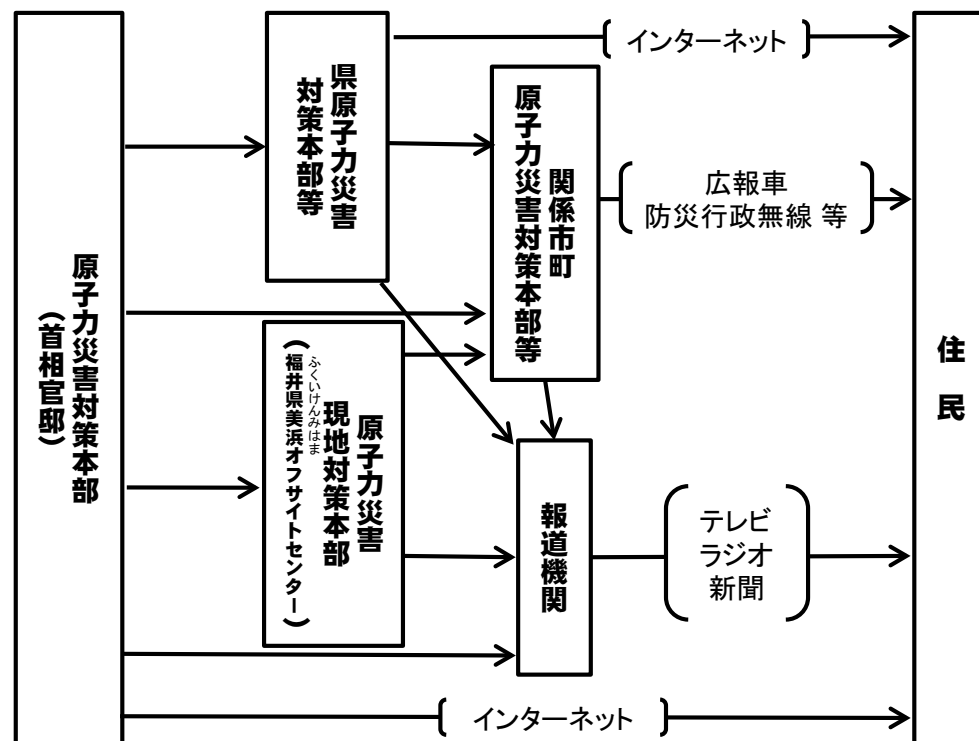 原子力災害対策本部
（首相官邸）
県原子力災害
対策本部等
関係市町
原子力災害対策本部等
原子力災害
現地対策本部
（福井県美浜オフサイトセンター）
ふくいけんみはま
報道機関
インターネット
広報車
防災行政無線 等
テレビ
ラジオ
新聞
インターネット
住民